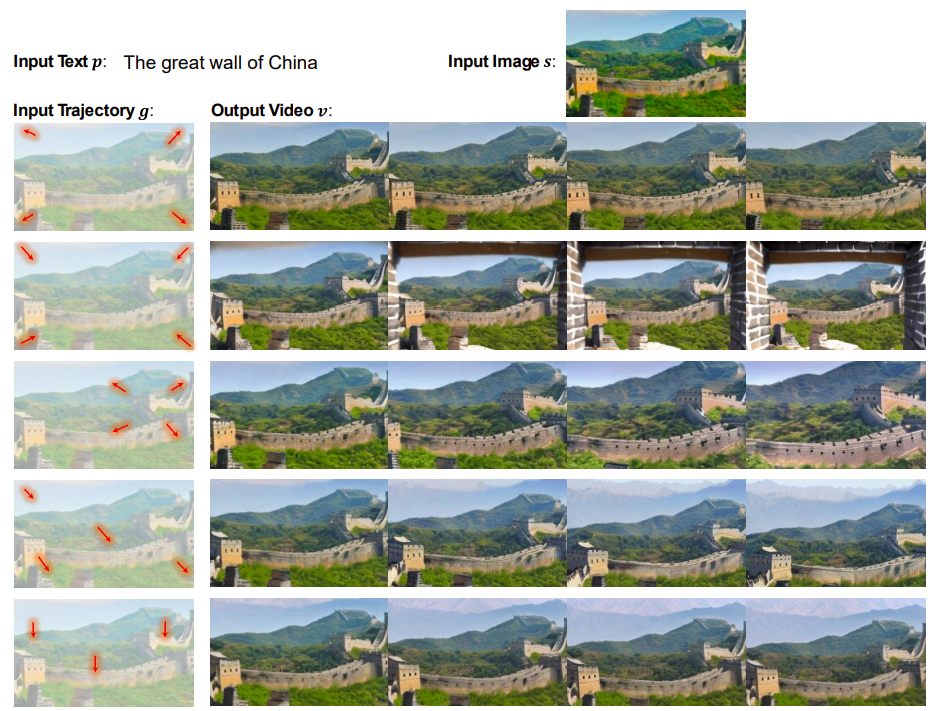 Input Text p: The great wall of China
Input Image s:
Input Trajectory g:
Output Video v: